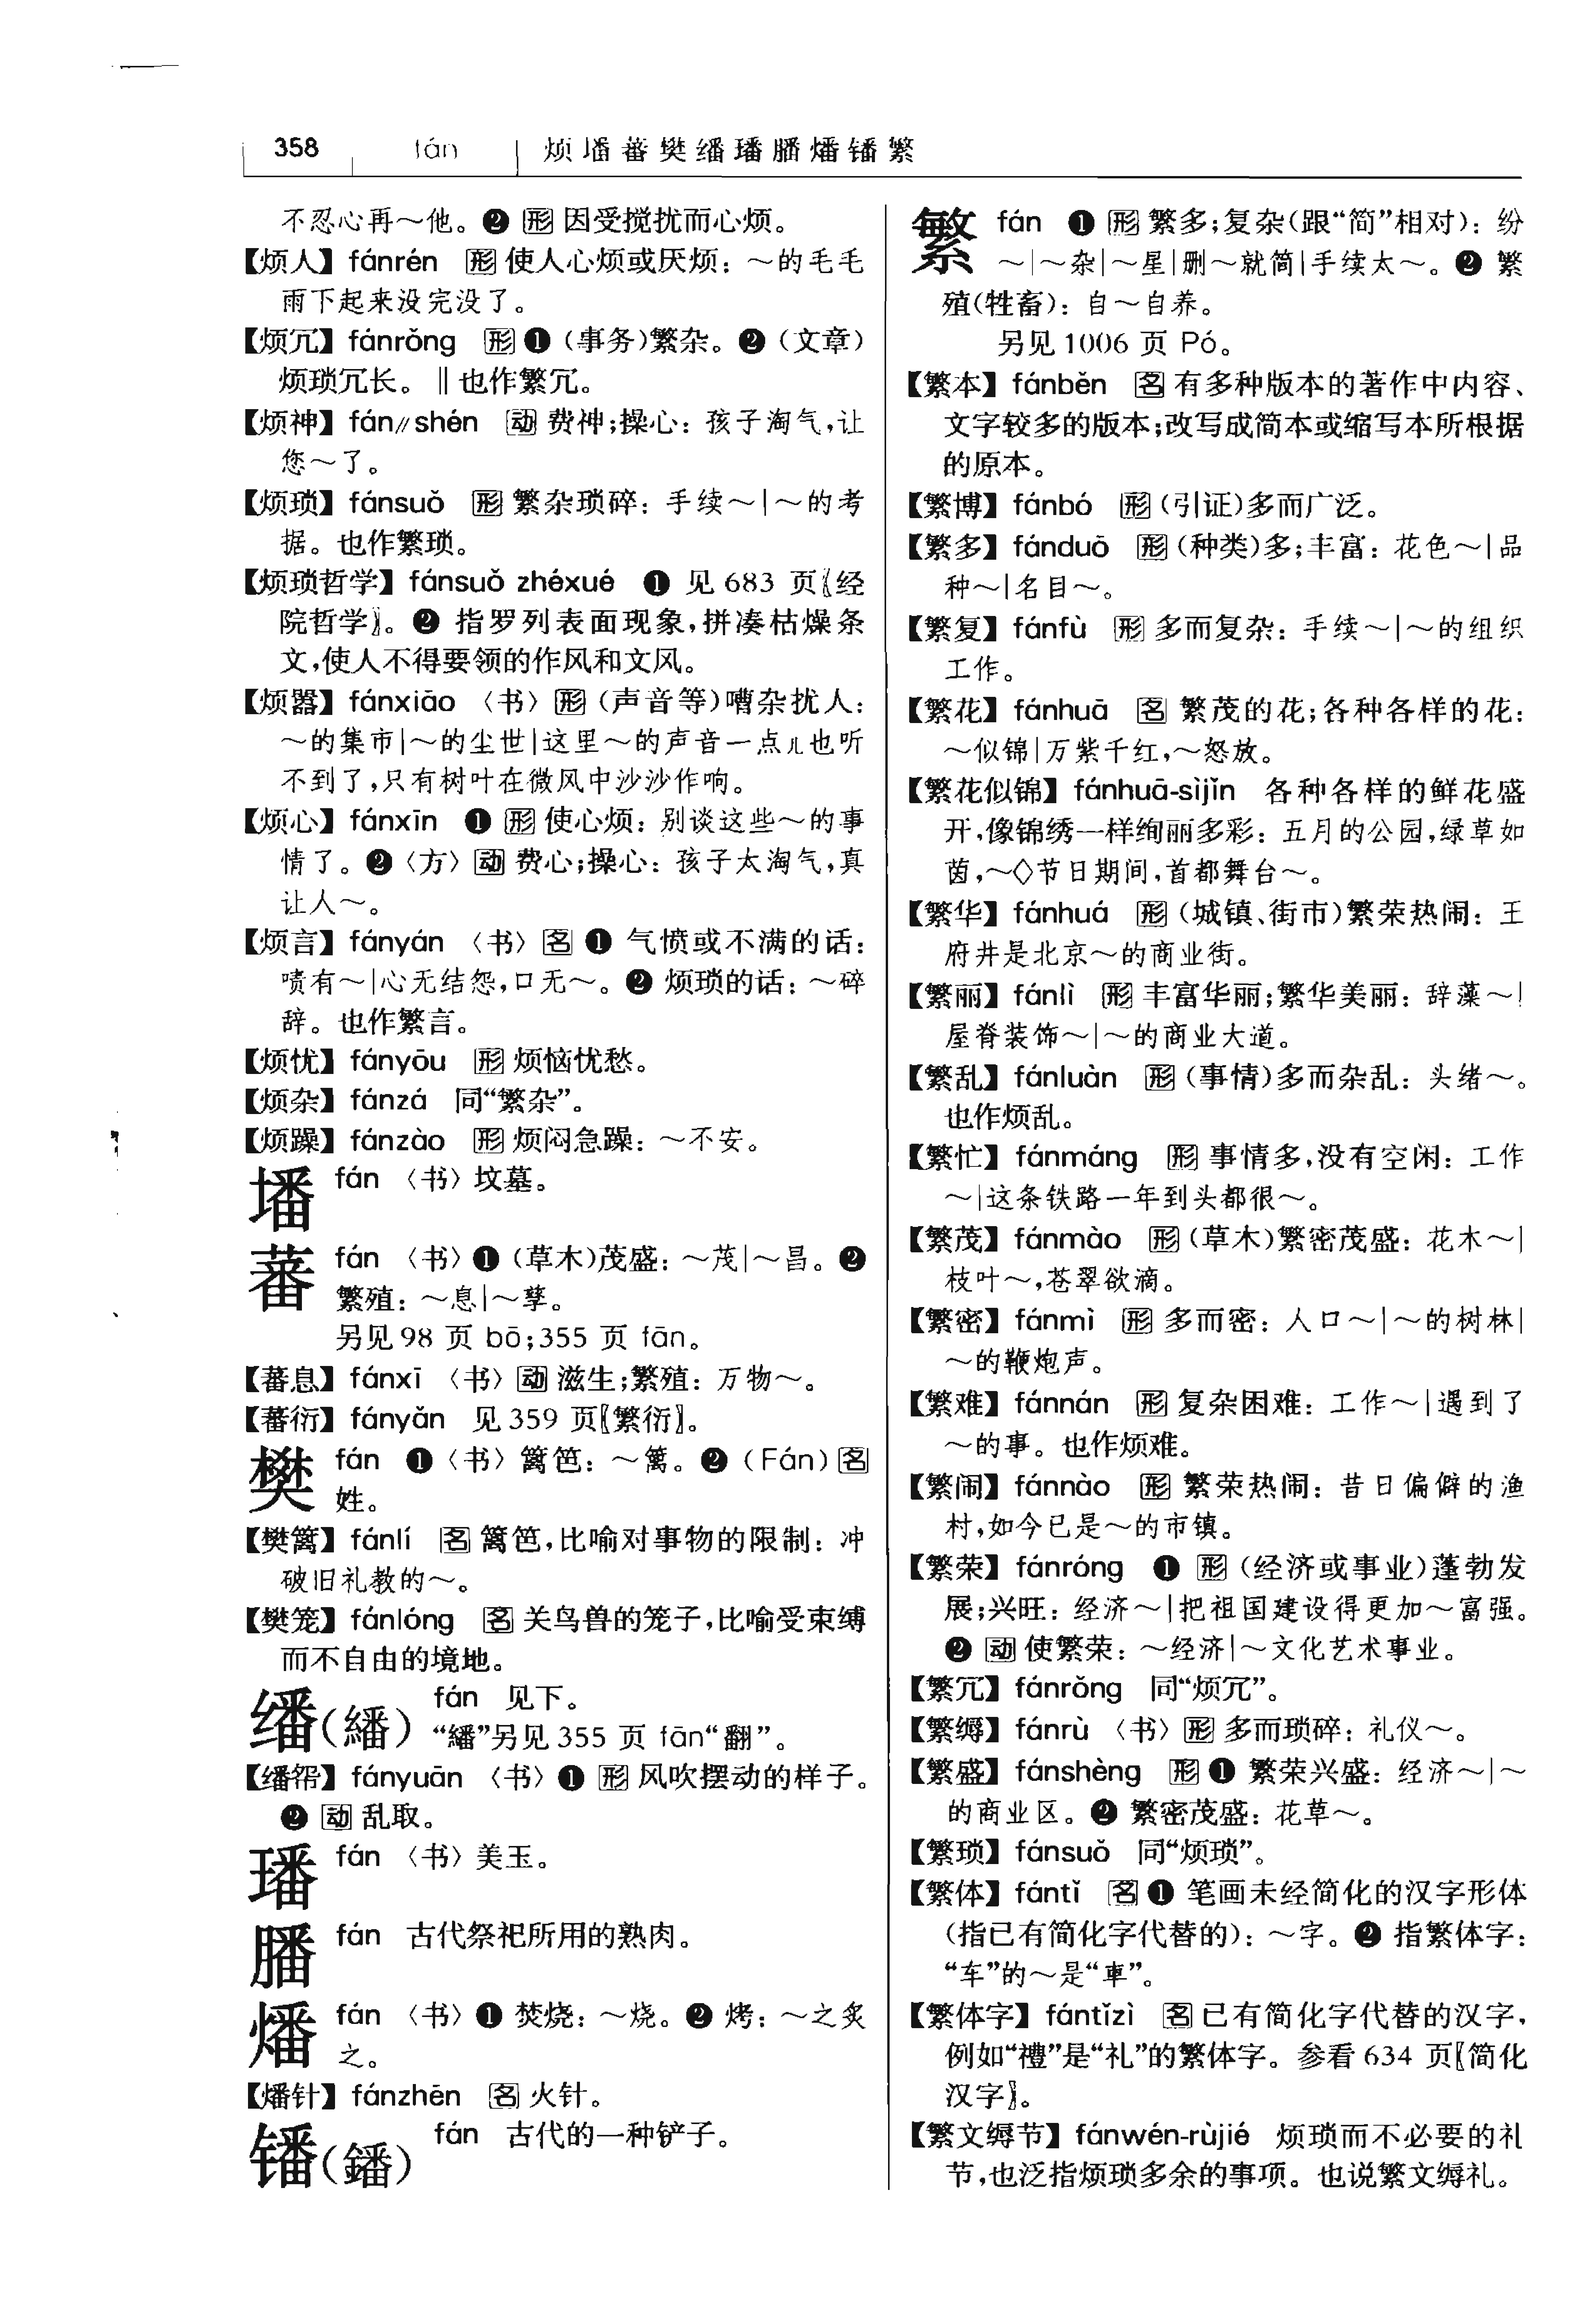 358 fán 烦墦蕃樊𦈛璠膰燔𨱍繁
不忍心再～他。❷ 形 因受搅扰而心烦。
【烦人】 fánrén 形 使人心烦或厌烦：～的毛毛
雨下起来没完没了。
【烦冗】 fánrǒng 形 ❶（事务）繁杂。❷（文章）
烦琐冗长。‖也作繁冗。
【烦神】 fán//shén 动 费神；操心：孩子淘气，让
您～了。
【烦琐】 fánsuǒ 形 繁杂琐碎：手续～|～的考
据。也作繁琐。
【烦琐哲学】 fánsuǒ zhéxué ❶ 见 683 页〖经
院哲学〗。❷ 指罗列表面现象，拼凑枯燥条
文，使人不得要领的作风和文风。
【烦嚣】 fánxiāo 〈书〉 形（声音等）嘈杂扰人：
～的集市|～的尘世|这里～的声音一点儿也听
不到了，只有树叶在微风中沙沙作响。
【烦心】 fánxīn ❶ 形 使心烦：别谈这些～的事
情了。❷〈方〉 动 费心；操心：孩子太淘气，真
让人～。
【烦言】 fányán 〈书〉 名 ❶ 气愤或不满的话：
啧有～|心无结怨，口无～。❷ 烦琐的话：～碎
辞。也作繁言。
【烦忧】 fányōu 形 烦恼忧愁。
【烦杂】 fánzá 同“繁杂”。
【烦躁】 fánzào 形 烦闷急躁：～不安。
墦 fán 〈书〉坟墓。
蕃 fán 〈书〉❶（草木）茂盛：～茂|～昌。❷
繁殖：～息|～孳。
另见 98 页 bō；355 页 fān。
【蕃息】 fánxī 〈书〉 动 滋生；繁殖：万物～。
【蕃衍】 fányǎn 见 359 页〖繁衍〗。
樊 fán ❶〈书〉篱笆：～篱。❷（Fán）名
姓。
【樊篱】 fánlí 名 篱笆，比喻对事物的限制：冲
破旧礼教的～。
【樊笼】 fánlóng 名 关鸟兽的笼子，比喻受束缚
而不自由的境地。
𦈛（繙） fán 见下。
“繙”另见 355 页 fān“翻”。
【𦈛帤】 fányuān 〈书〉❶ 形 风吹摆动的样子。
❷ 动 乱取。
璠 fán 〈书〉美玉。
膰 fán 古代祭祀所用的熟肉。
燔 fán 〈书〉❶ 焚烧：～烧。❷ 烤：～之炙
之。
【燔针】 fánzhēn 名 火针。
𨱍（鐇） fán 古代的一种铲子。
繁 fán ❶ 形 繁多；复杂（跟“简”相对）：纷
～|～杂|～星|删～就简|手续太～。❷ 繁
殖（牲畜）：自～自养。
另见 1006 页 Pó。
【繁本】 fánběn 名 有多种版本的著作中内容、
文字较多的版本；改写成简本或缩写本所根据
的原本。
【繁博】 fánbó 形（引证）多而广泛。
【繁多】 fánduō 形（种类）多；丰富：花色～|品
种～|名目～。
【繁复】 fánfù 形 多而复杂：手续～|～的组织
工作。
【繁花】 fánhuā 名 繁茂的花；各种各样的花：
～似锦|万紫千红，～怒放。
【繁花似锦】 fánhuā-sìjǐn 各种各样的鲜花盛
开，像锦绣一样绚丽多彩：五月的公园，绿草如
茵，～◇节日期间，首都舞台～。
【繁华】 fánhuá 形（城镇、街市）繁荣热闹：王
府井是北京～的商业街。
【繁丽】 fánlì 形 丰富华丽；繁华美丽：辞藻～|
屋脊装饰～|～的商业大道。
【繁乱】 fánluàn 形（事情）多而杂乱：头绪～。
也作烦乱。
【繁忙】 fánmáng 形 事情多，没有空闲：工作
～|这条铁路一年到头都很～。
【繁茂】 fánmào 形（草木）繁密茂盛：花木～|
枝叶～，苍翠欲滴。
【繁密】 fánmì 形 多而密：人口～|～的树林|
～的鞭炮声。
【繁难】 fánnán 形 复杂困难：工作～|遇到了
～的事。也作烦难。
【繁闹】 fánnào 形 繁荣热闹：昔日偏僻的渔
村，如今已是～的市镇。
【繁荣】 fánróng ❶ 形（经济或事业）蓬勃发
展；兴旺：经济～|把祖国建设得更加～富强。
❷ 动 使繁荣：～经济|～文化艺术事业。
【繁冗】 fánrǒng 同“烦冗”。
【繁缛】 fánrù 〈书〉 形 多而琐碎：礼仪～。
【繁盛】 fánshèng 形 ❶ 繁荣兴盛：经济～|～
的商业区。❷ 繁密茂盛：花草～。
【繁琐】 fánsuǒ 同“烦琐”。
【繁体】 fántǐ 名 ❶ 笔画未经简化的汉字形体
（指已有简化字代替的）：～字。❷ 指繁体字：
“车”的～是“車”。
【繁体字】 fántǐzì 名 已有简化字代替的汉字，
例如“禮”是“礼”的繁体字。参看 634 页〖简化
汉字〗。
【繁文缛节】 fánwén-rùjié 烦琐而不必要的礼
节，也泛指烦琐多余的事项。也说繁文缛礼。